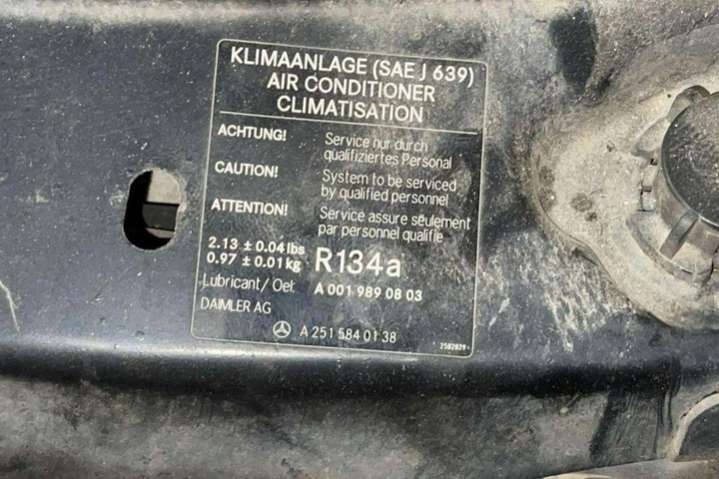 KLIMAANLAGE (SAE J 639)
AIR CONDITIONER
CLIMATISATION
ACHTUNG! Service nur durch
qualifiziertes Personal
CAUTION! System to be serviced
by qualified personnel
ATTENTION! Service assure seulement
par personnel qualifie
2.13 ± 0.04 lbs
0.97 ± 0.01 kg R134a
Lubricant / Oel: A 001 989 08 03
DAIMLER AG
A 251 584 01 38